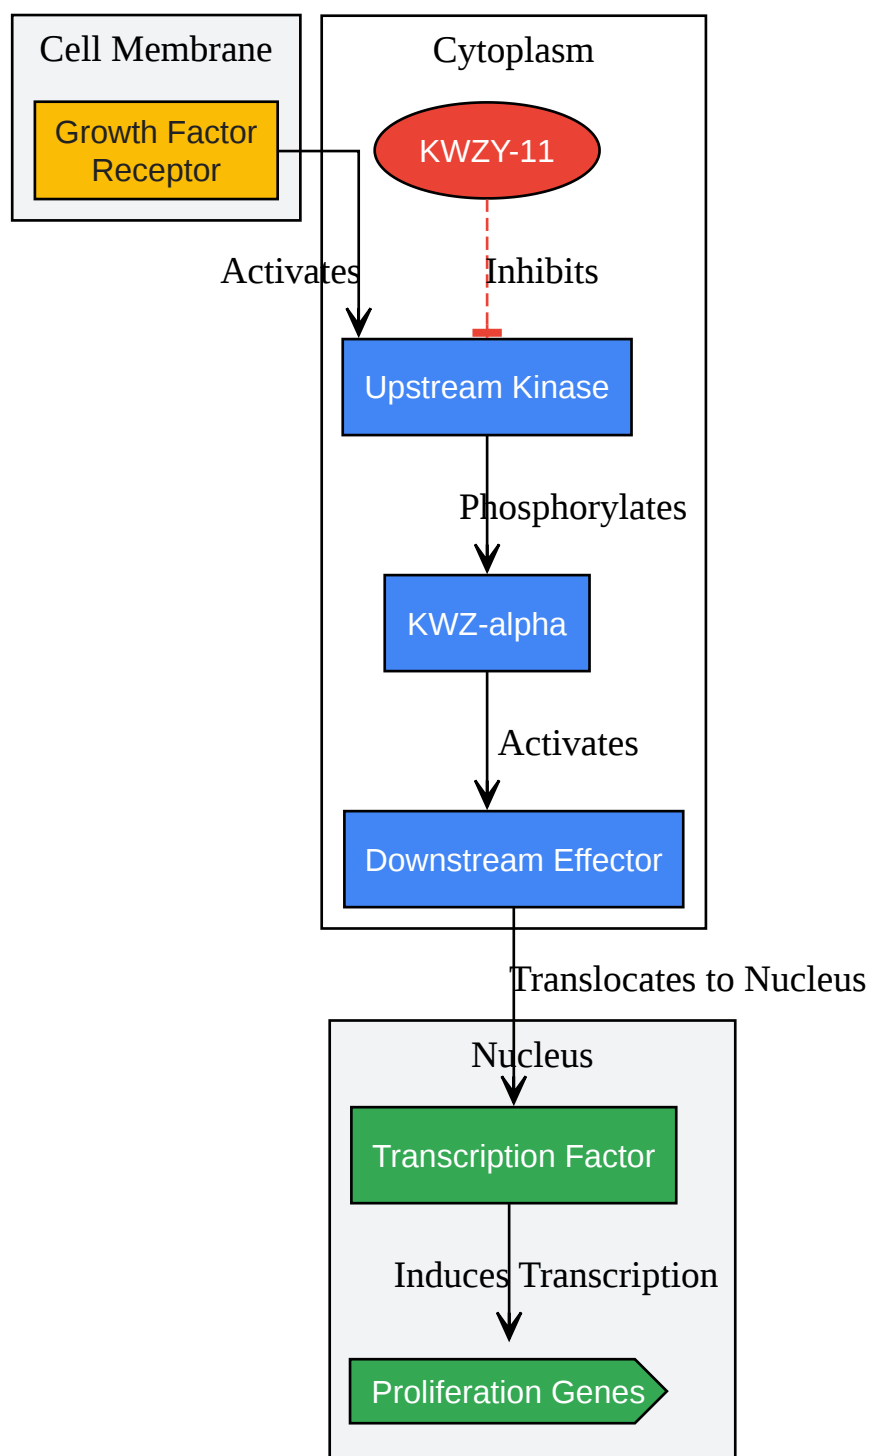 Cell Membrane
Growth Factor
Receptor
Cytoplasm
KWZY-11
Activates
Inhibits
Upstream Kinase
Phosphorylates
KWZ-alpha
Activates
Downstream Effector
Translocates to Nucleus
Nucleus
Transcription Factor
Induces Transcription
Proliferation Genes